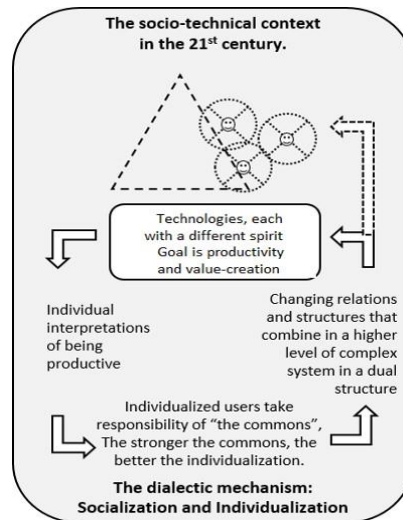 The socio-technical context
in the 21st century.
Technologies, each
with a different spirit
Goal is productivity
and value-creation
Individual
interpretations
of being
productive
Changing relations
and structures that
combine in a higher
level of complex
system in a dual
structure
Individualized users take
responsibility of “the commons”,
The stronger the commons, the
better the individualization.
The dialectic mechanism:
Socialization and Individualization